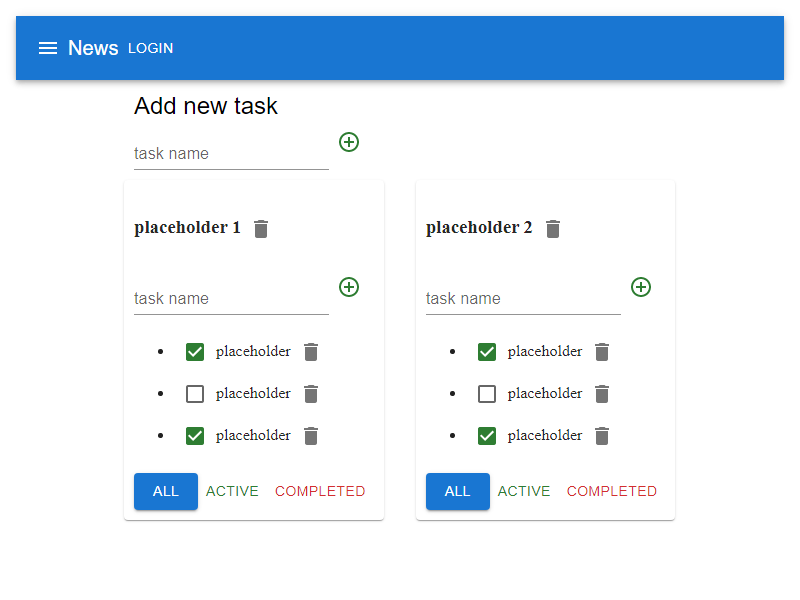 News LOGIN
Add new task
task name
placeholder 1
task name
placeholder
placeholder
placeholder
ALL ACTIVE COMPLETED
placeholder 2
task name
placeholder
placeholder
placeholder
ALL ACTIVE COMPLETED